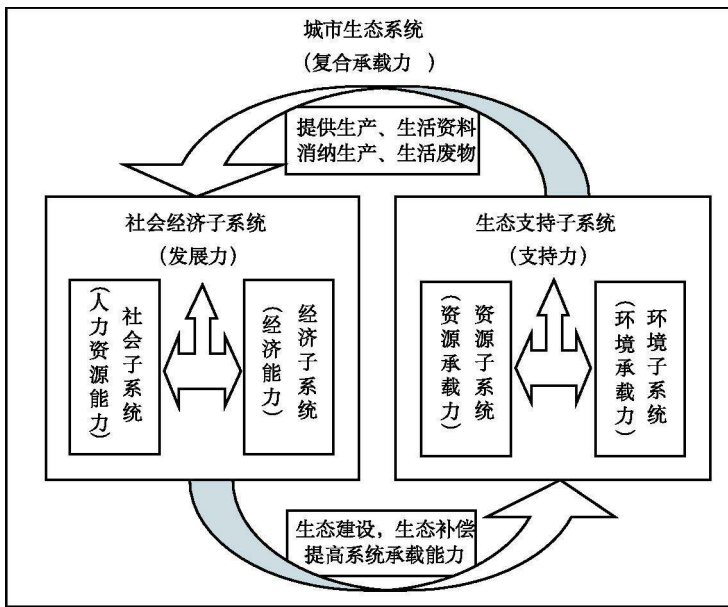 城市生态系统
（复合承载力 ）
提供生产、生活资料
消纳生产、生活废物
社会经济子系统
（发展力）
社会子系统
（人力资源能力）
经济子系统
（经济能力）
生态支持子系统
（支持力）
资源子系统
（资源承载力）
环境子系统
（环境承载力）
生态建设，生态补偿
提高系统承载能力